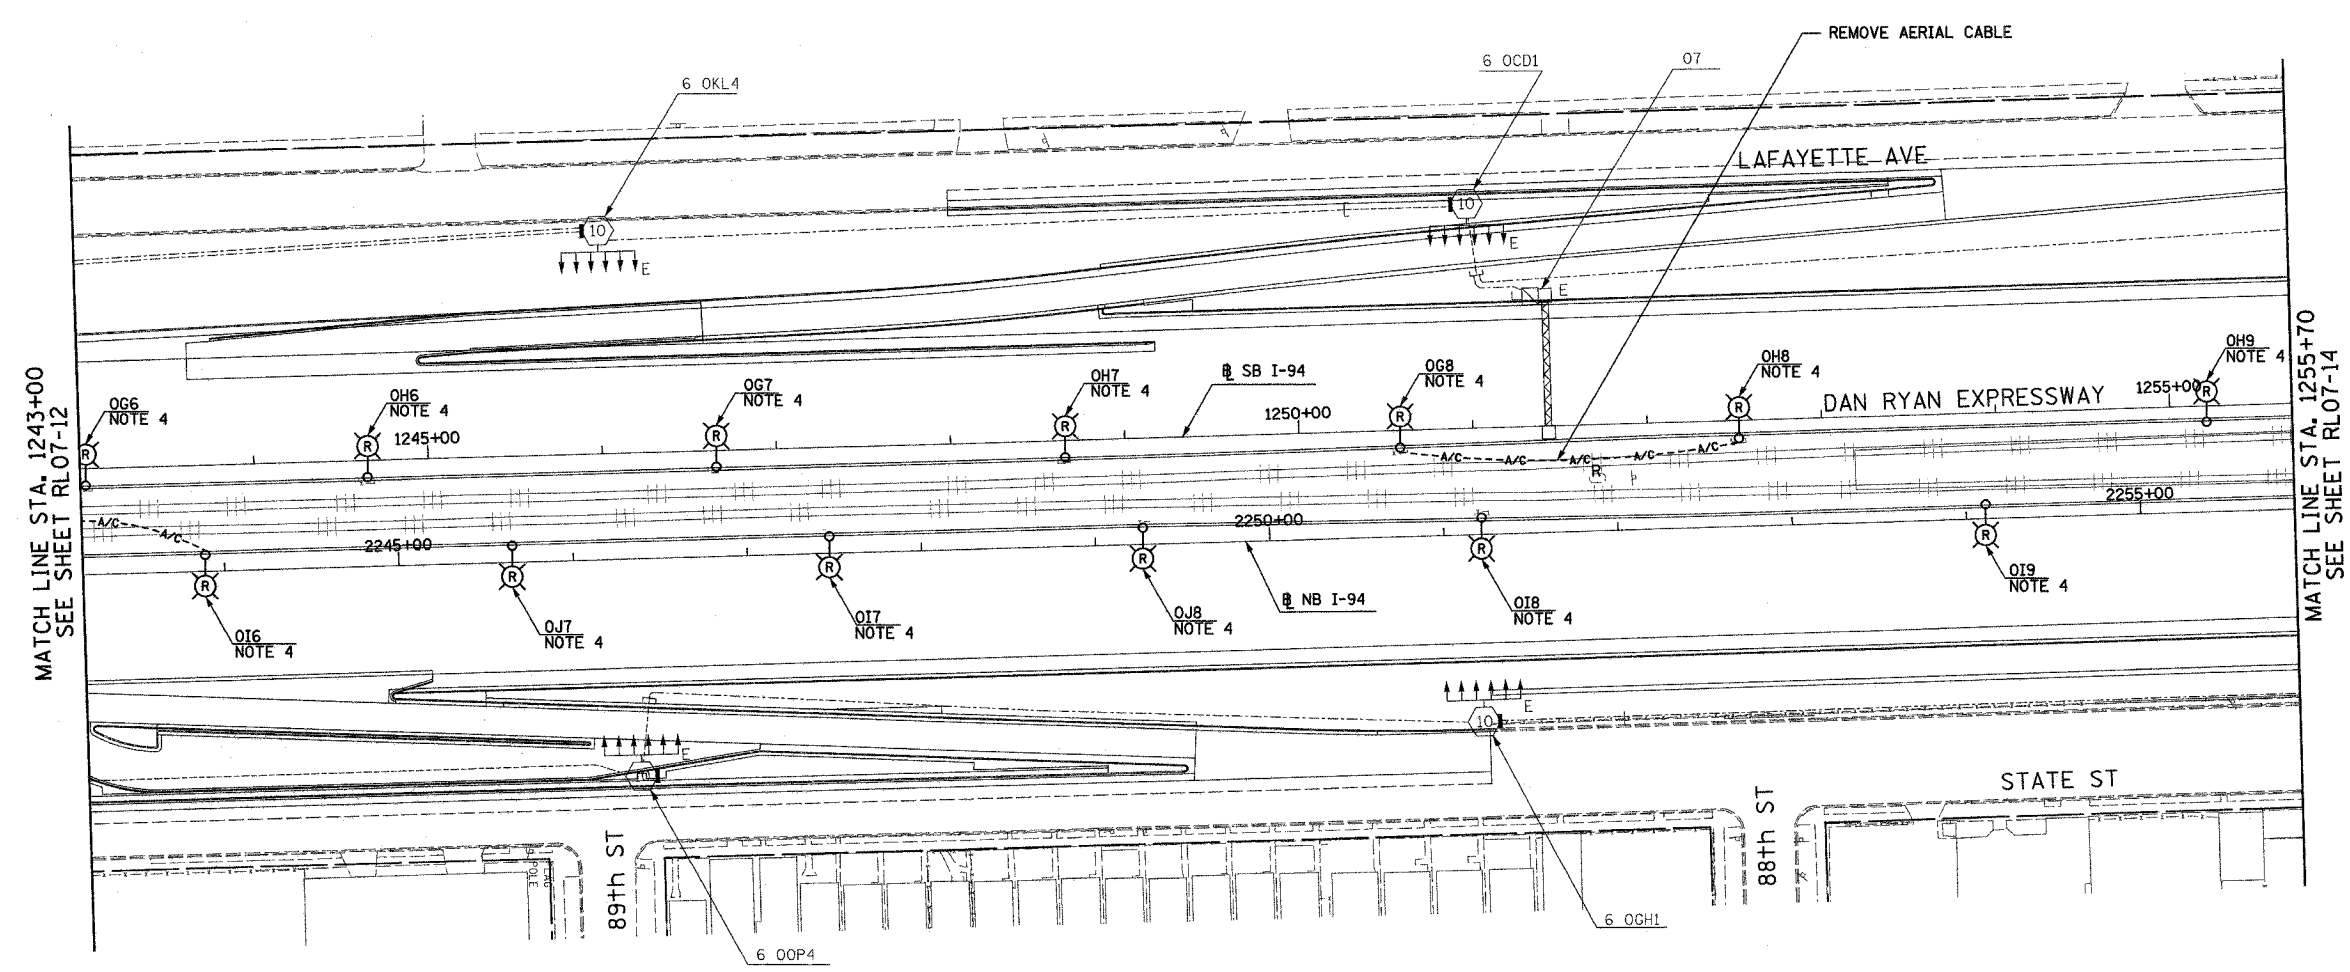 REMOVE AERIAL CABLE
6 OKL4
6 OCD1
O7
LAFAYETTE AVE
10
10
E
E
E
E
MATCH LINE STA. 1243+00
SEE SHEET RL07-12
MATCH LINE STA. 1255+70
SEE SHEET RL07-14
OG6
NOTE 4
OH6
NOTE 4
OG7
NOTE 4
OH7
NOTE 4
OG8
NOTE 4
OH8
NOTE 4
OH9
NOTE 4
R
R
R
R
R
R
R
BL SB I-94
1245+00
1250+00
DAN RYAN EXPRESSWAY
1255+00
A/C
A/C
A/C
A/C
A/C
R
A/C
A/C
2245+00
2250+00
2255+00
R
R
R
R
R
R
OI6
NOTE 4
OJ7
NOTE 4
OI7
NOTE 4
OJ8
NOTE 4
BL NB I-94
OI8
NOTE 4
OI9
NOTE 4
E
10
E
10
STATE ST
89th ST
88th ST
FLAG
POLE
6 OGH1
6 OOP4